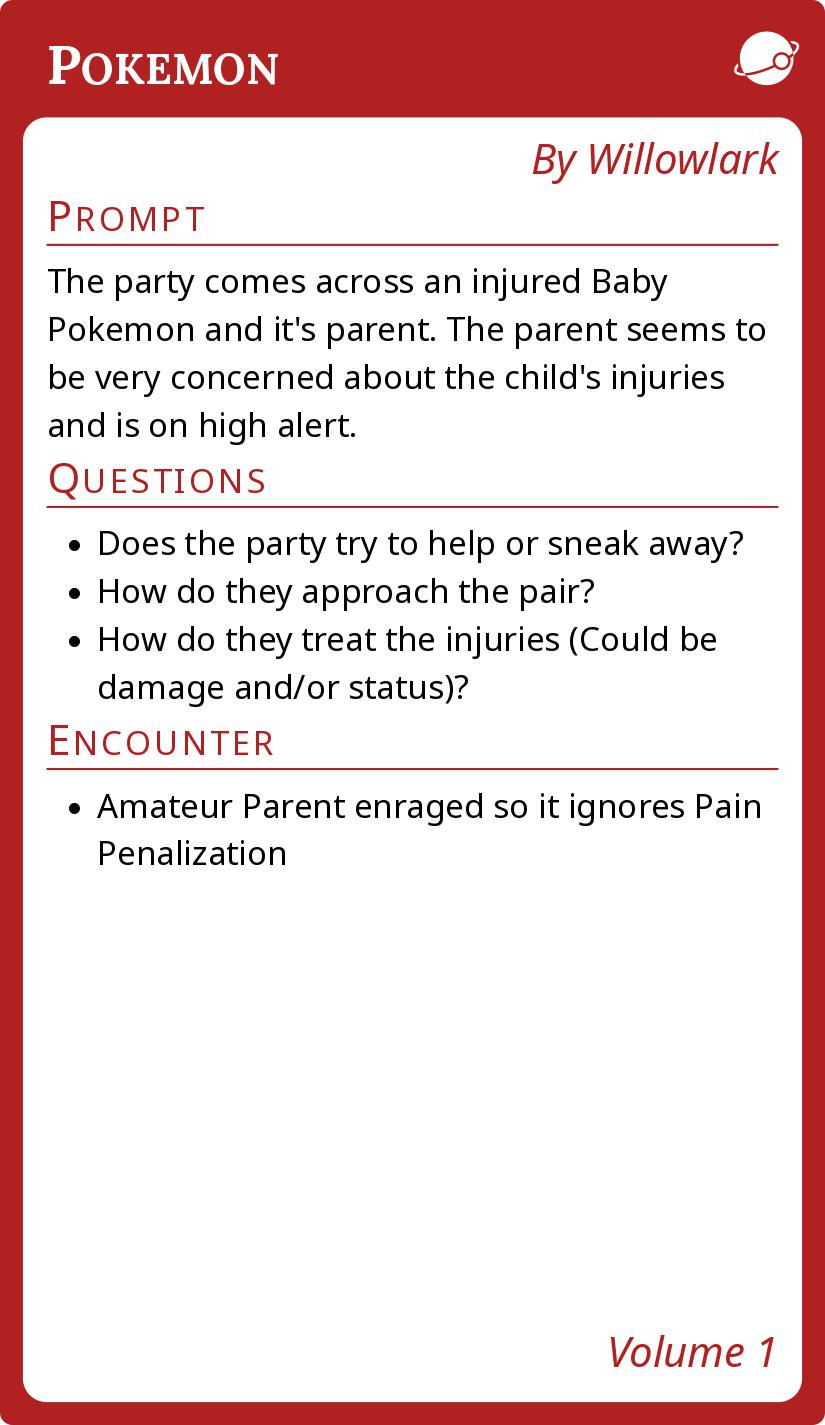 Pokemon
By Willowlark
Prompt
The party comes across an injured Baby
Pokemon and it's parent. The parent seems to
be very concerned about the child's injuries
and is on high alert.
Questions
• Does the party try to help or sneak away?
• How do they approach the pair?
• How do they treat the injuries (Could be
damage and/or status)?
Encounter
• Amateur Parent enraged so it ignores Pain
Penalization
Volume 1